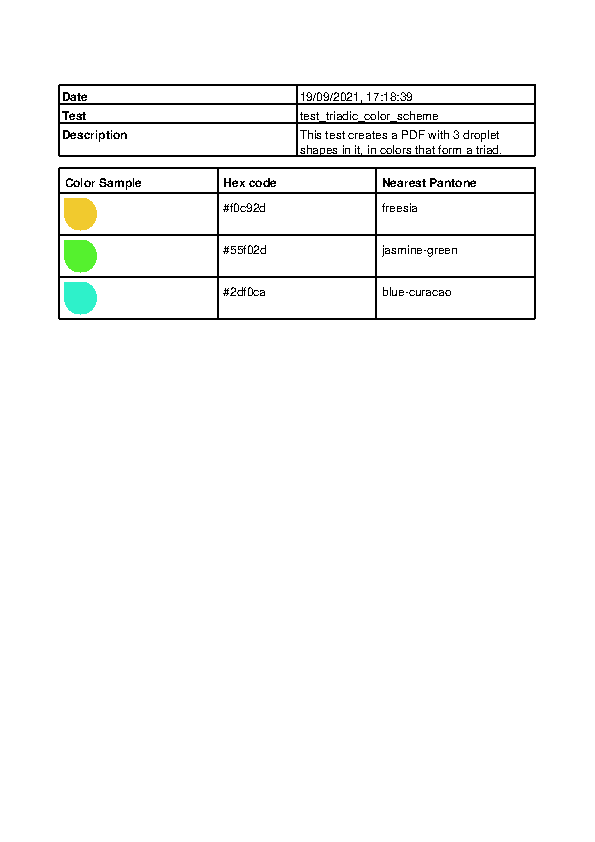 Date 19/09/2021, 17:18:39
Test test_triadic_color_scheme
Description This test creates a PDF with 3 droplet
shapes in it, in colors that form a triad.
Color Sample Hex code Nearest Pantone
#f0c92d freesia
#55f02d jasmine-green
#2df0ca blue-curacao